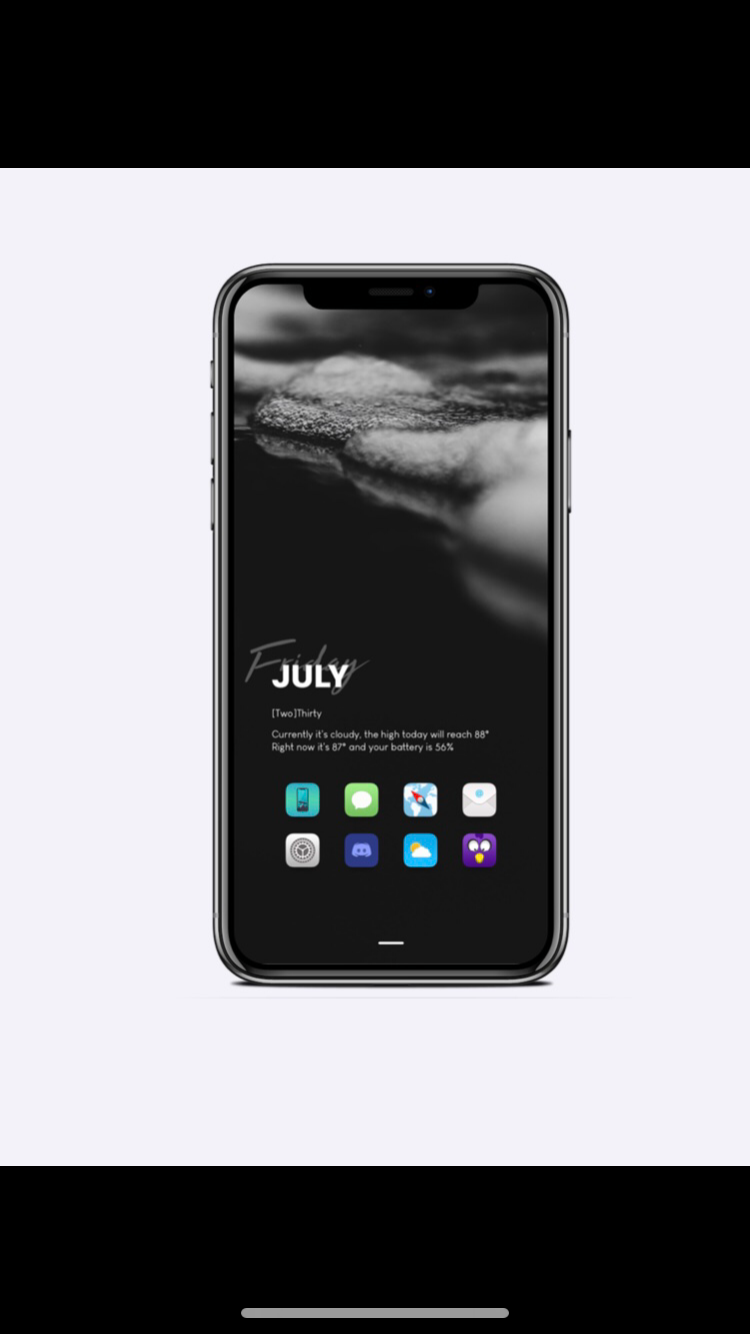 Friday
JULY
[Two]Thirty
Currently it's cloudy, the high today will reach 88°
Right now it's 87° and your battery is 56%